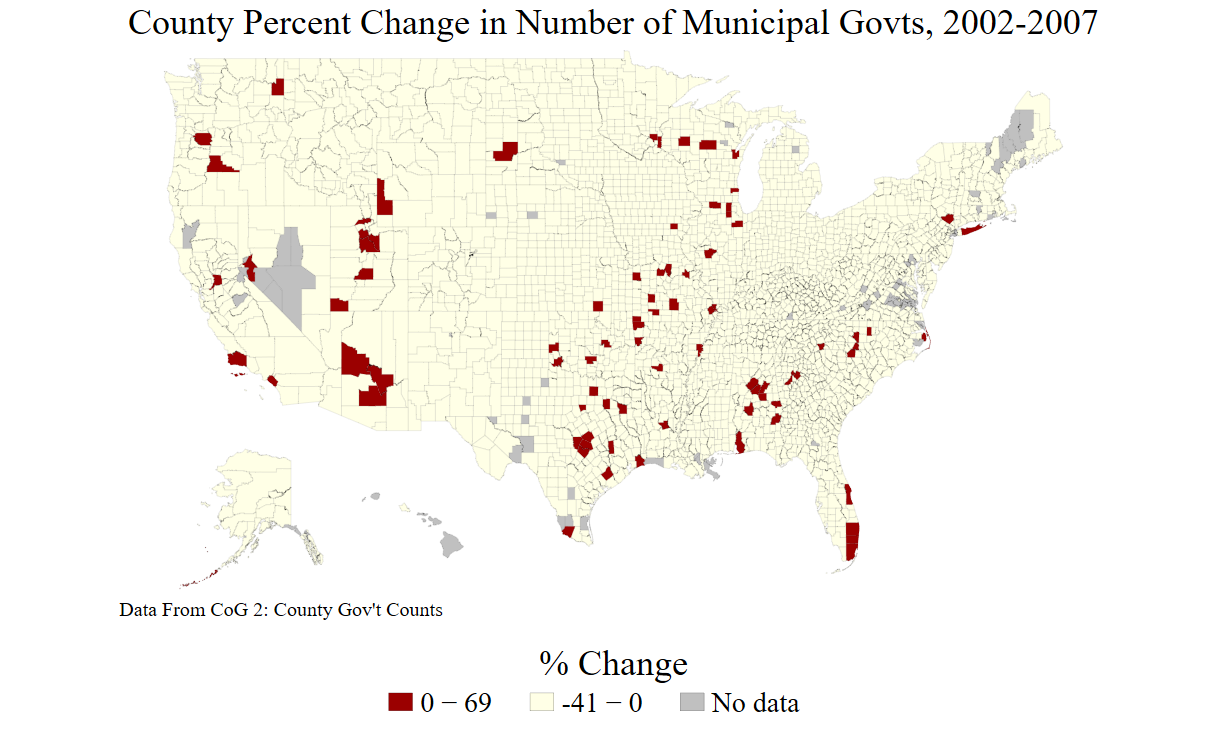 County Percent Change in Number of Municipal Govts, 2002-2007
Data From CoG 2: County Gov't Counts
% Change
0 − 69
-41 − 0
No data